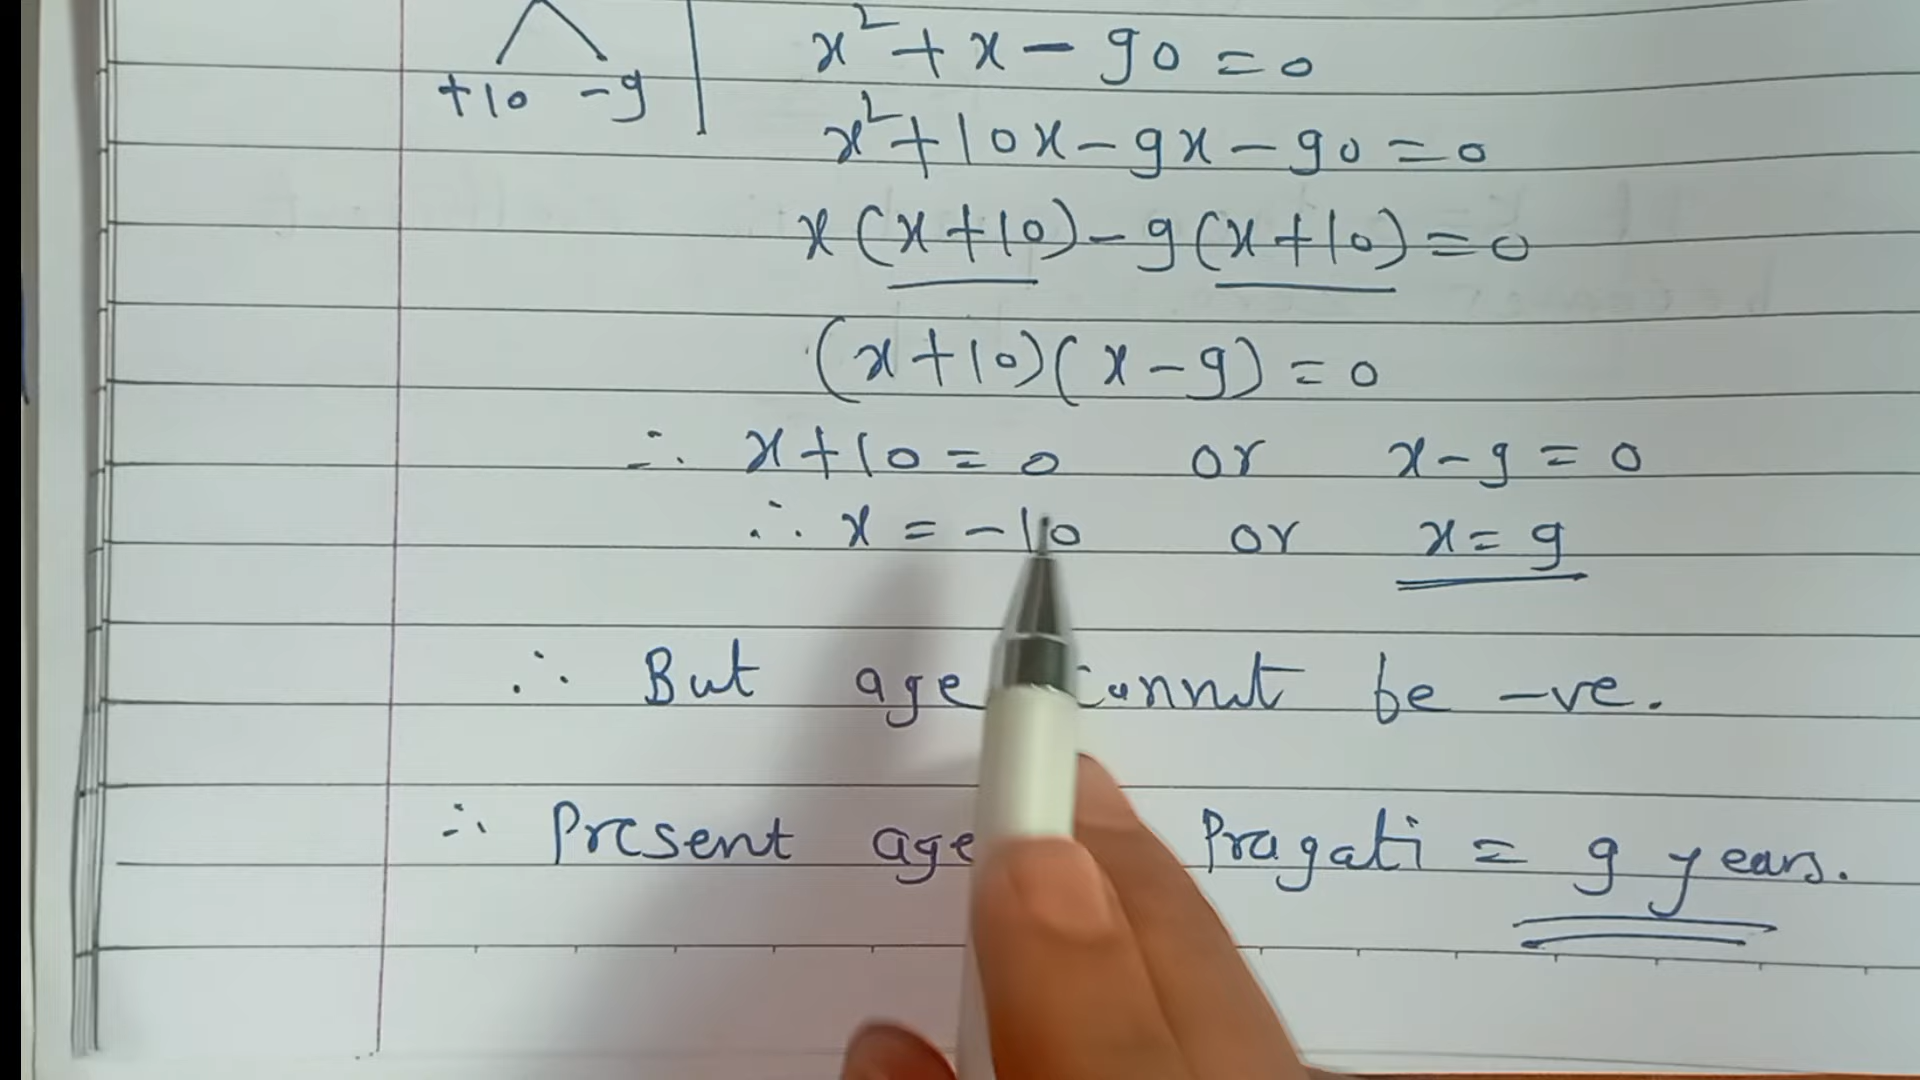 x² + x - 90 = 0
+10 -9
x² + 10x - 9x - 90 = 0
x(x+10) - 9(x+10) = 0
(x+10)(x-9) = 0
∴ x+10 = 0 or x-9 = 0
∴ x = -10 or x = 9
∴ But age cannot be -ve.
∴ Present age Pragati = 9 years.